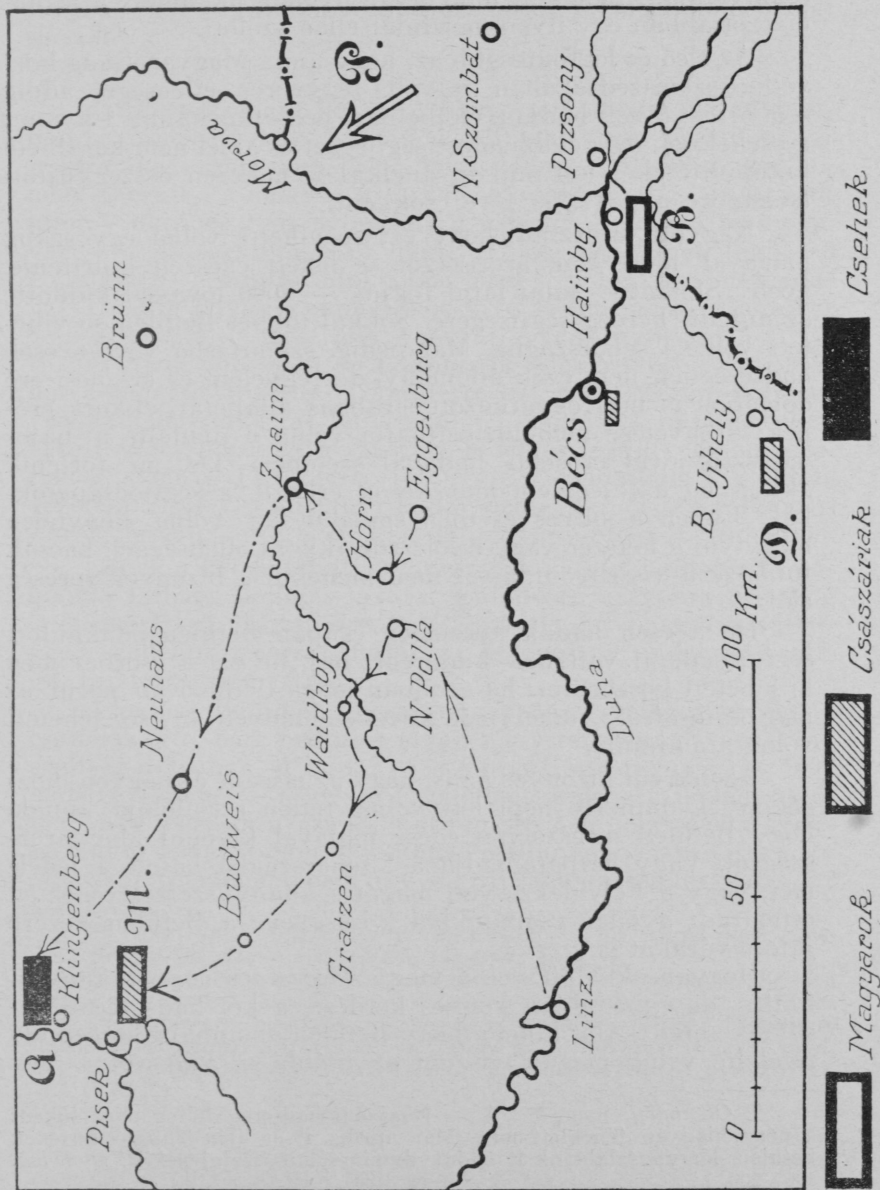 Morva
P.
N. Szombat
Pozsony
Brünn
Hainbg.
B.
Znaim
Horn
Eggenburg
Bécs
B. Ujhely
D.
Neuhaus
Waidhof
N. Pölla
Duna
Klingenberg
M.
Budweis
Gratzen
A
Pisek
Linz
0 50 100 Km.
Magyarok
Császáriak
Csehek